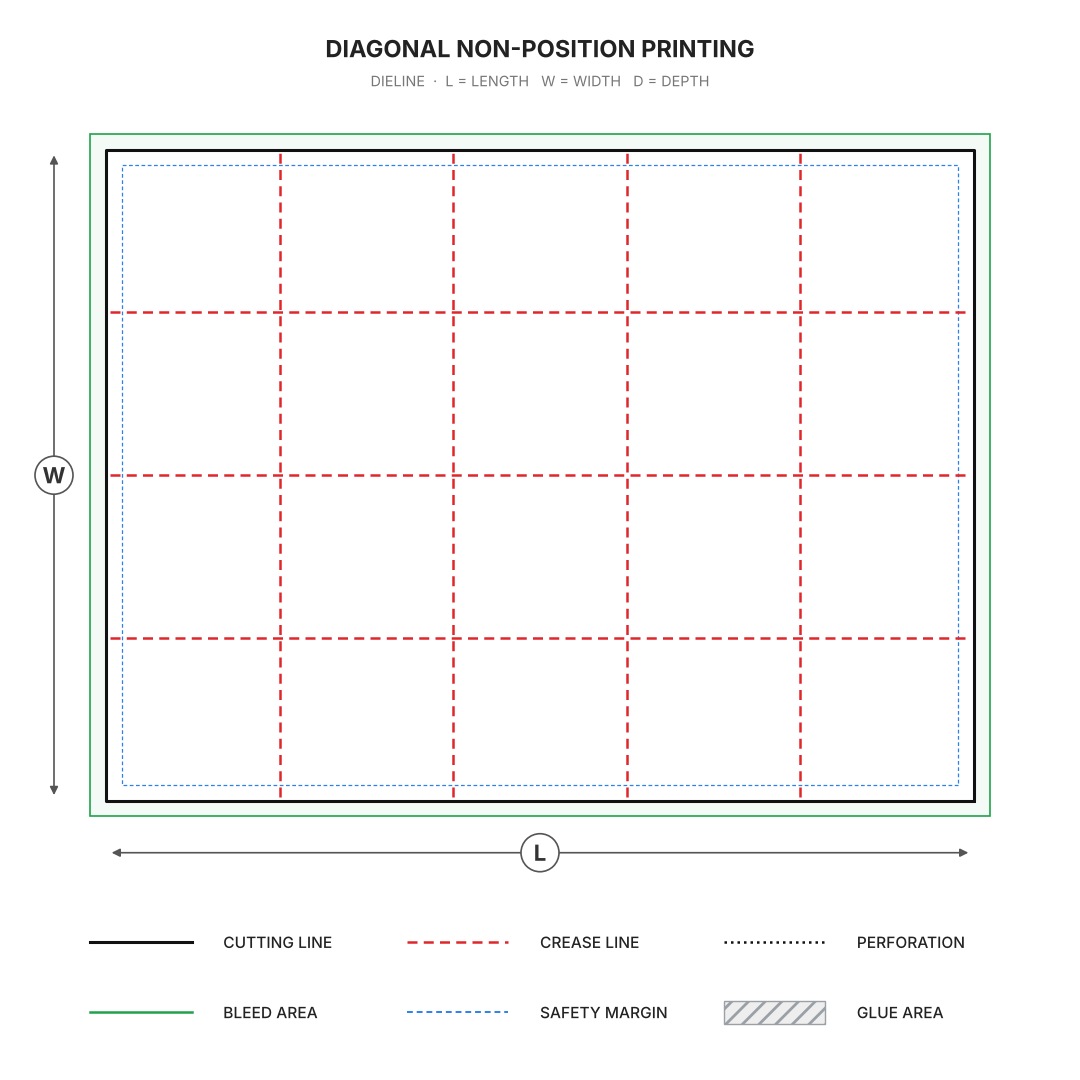 DIAGONAL NON-POSITION PRINTING
DIELINE · L = LENGTH W = WIDTH D = DEPTH
W
L
CUTTING LINE
CREASE LINE
PERFORATION
BLEED AREA
SAFETY MARGIN
GLUE AREA